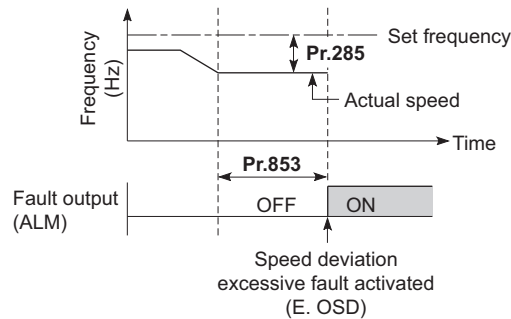 Frequency
(Hz)
Set frequency
Pr.285
Actual speed
Time
Pr.853
Fault output
(ALM)
OFF
ON
Speed deviation
excessive fault activated
(E. OSD)